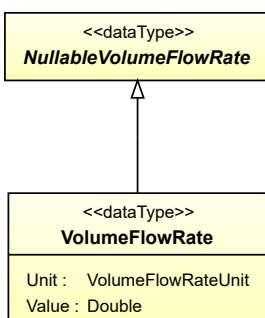 <<dataType>>
NullableVolumeFlowRate
<<dataType>>
VolumeFlowRate
Unit : VolumeFlowRateUnit
Value : Double